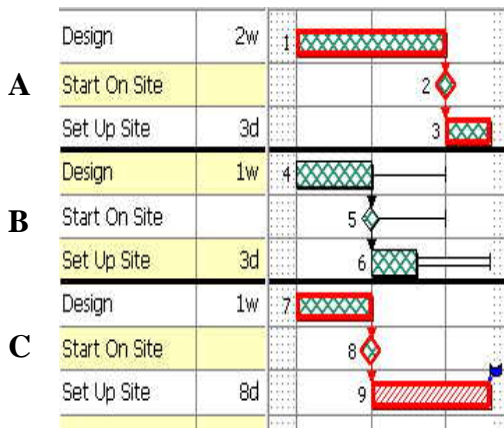 Design 2w 1
A Start On Site 2
Set Up Site 3d 3
Design 1w 4
B Start On Site 5
Set Up Site 3d 6
Design 1w 7
C Start On Site 8
Set Up Site 8d 9